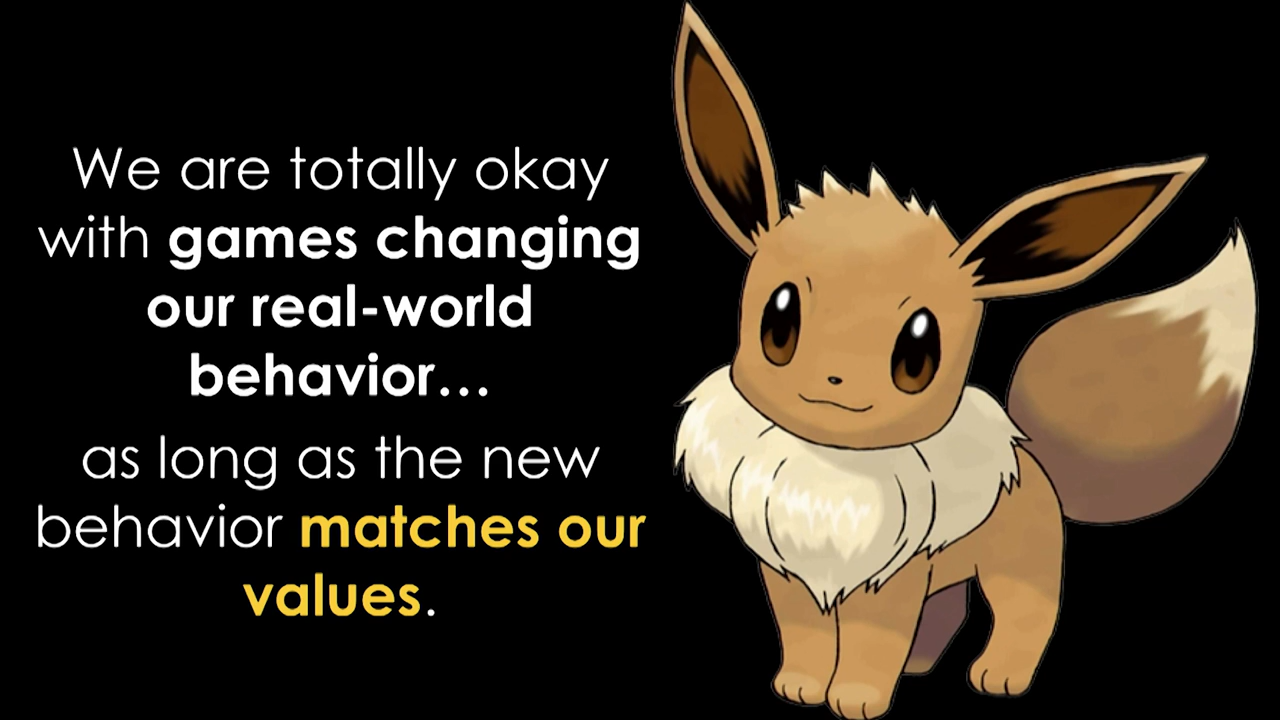 We are totally okay
with games changing
our real-world
behavior...
as long as the new
behavior matches our
values.